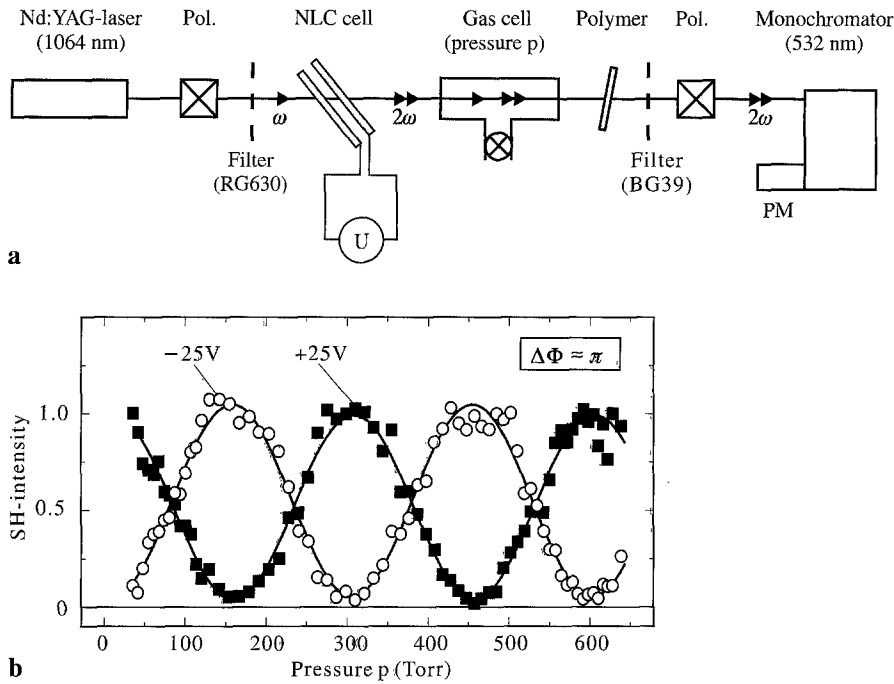 Nd:YAG-laser
(1064 nm)
Pol.
NLC cell
Gas cell
(pressure p)
Polymer
Pol.
Monochromator
(532 nm)
ω
2ω
2ω
Filter
(RG630)
Filter
(BG39)
PM
U
a
−25V
+25V
ΔΦ ≈ π
SH-intensity
1.0
0.5
0
0
100
200
300
400
500
600
Pressure p (Torr)
b